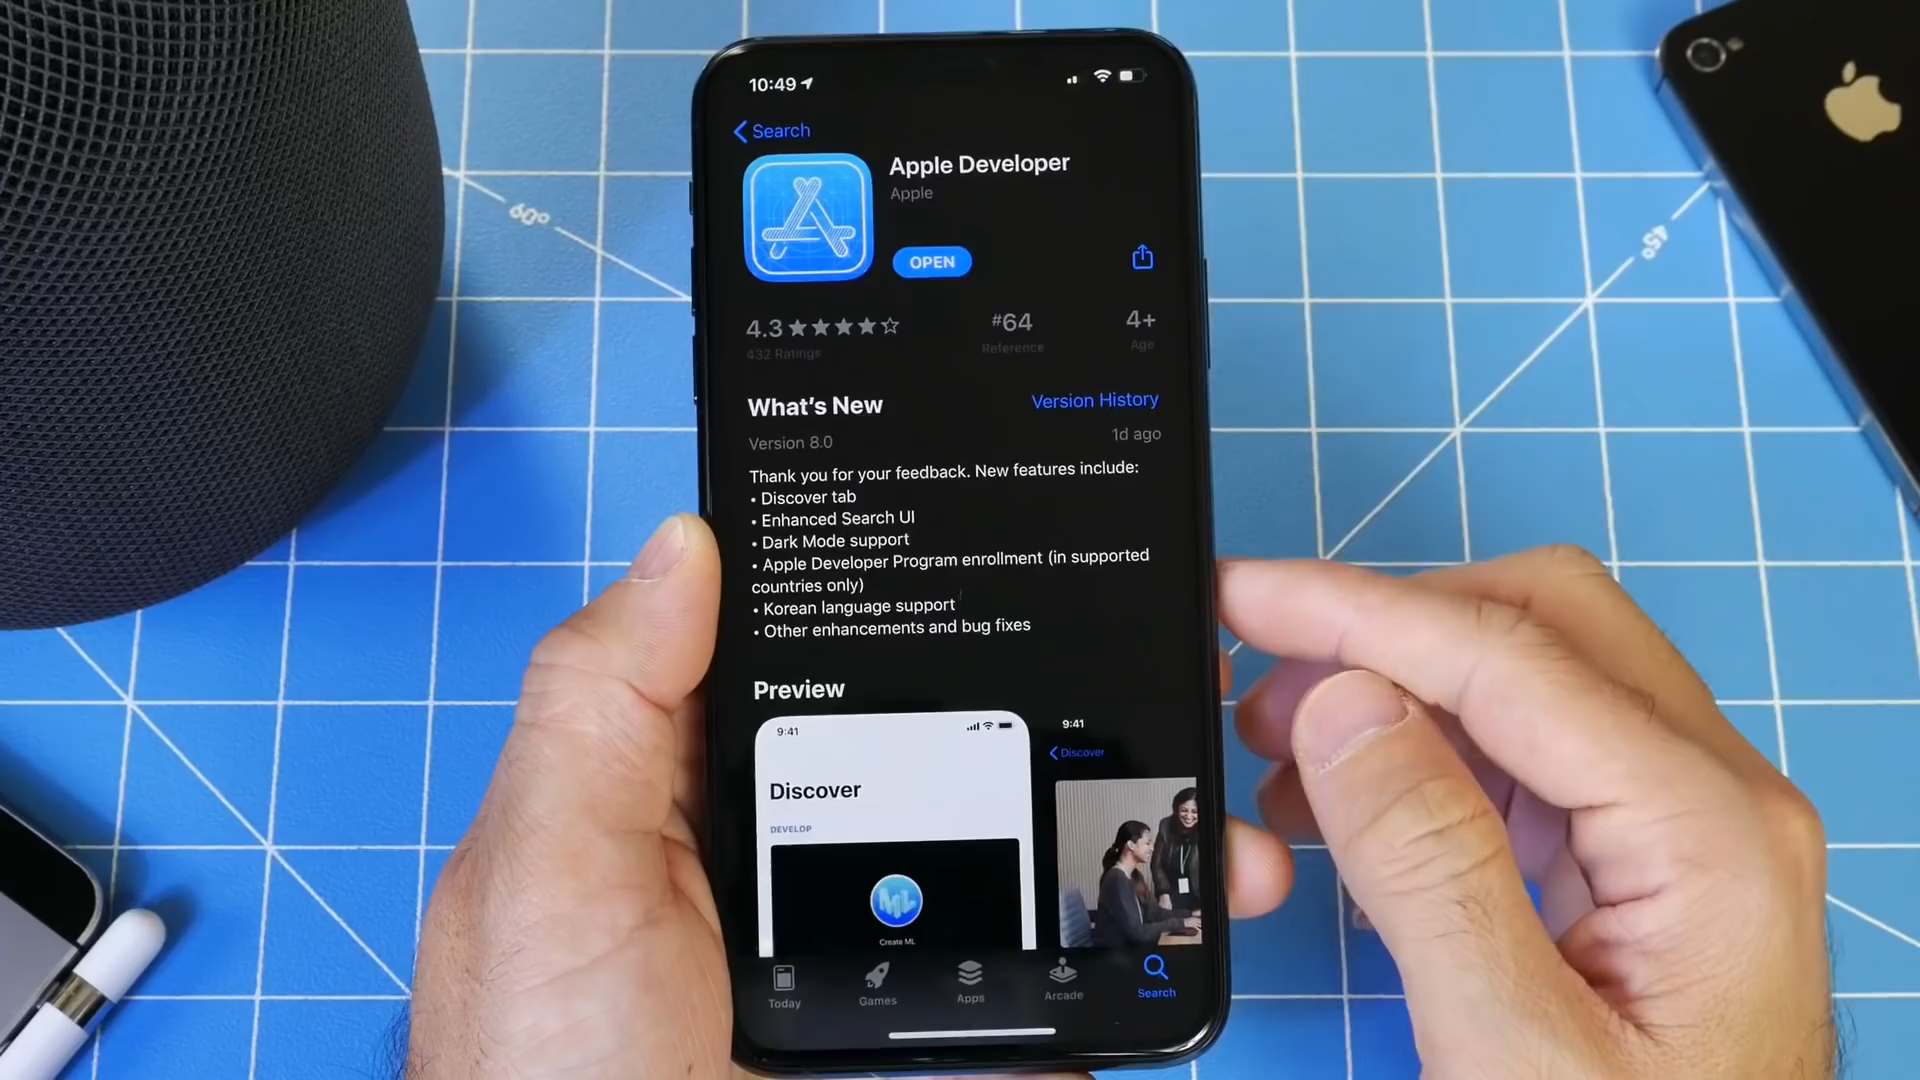 10:49
Search
Apple Developer
Apple
OPEN
4.3
432 Ratings
#64
Reference
4+
Age
What's New
Version History
Version 8.0
1d ago
Thank you for your feedback. New features include:
• Discover tab
• Enhanced Search UI
• Dark Mode support
• Apple Developer Program enrollment (in supported
countries only)
• Korean language support
• Other enhancements and bug fixes
Preview
9:41
Discover
DEVELOP
ML
Create ML
9:41
Discover
Today
Games
Apps
Arcade
Search
60°
45°